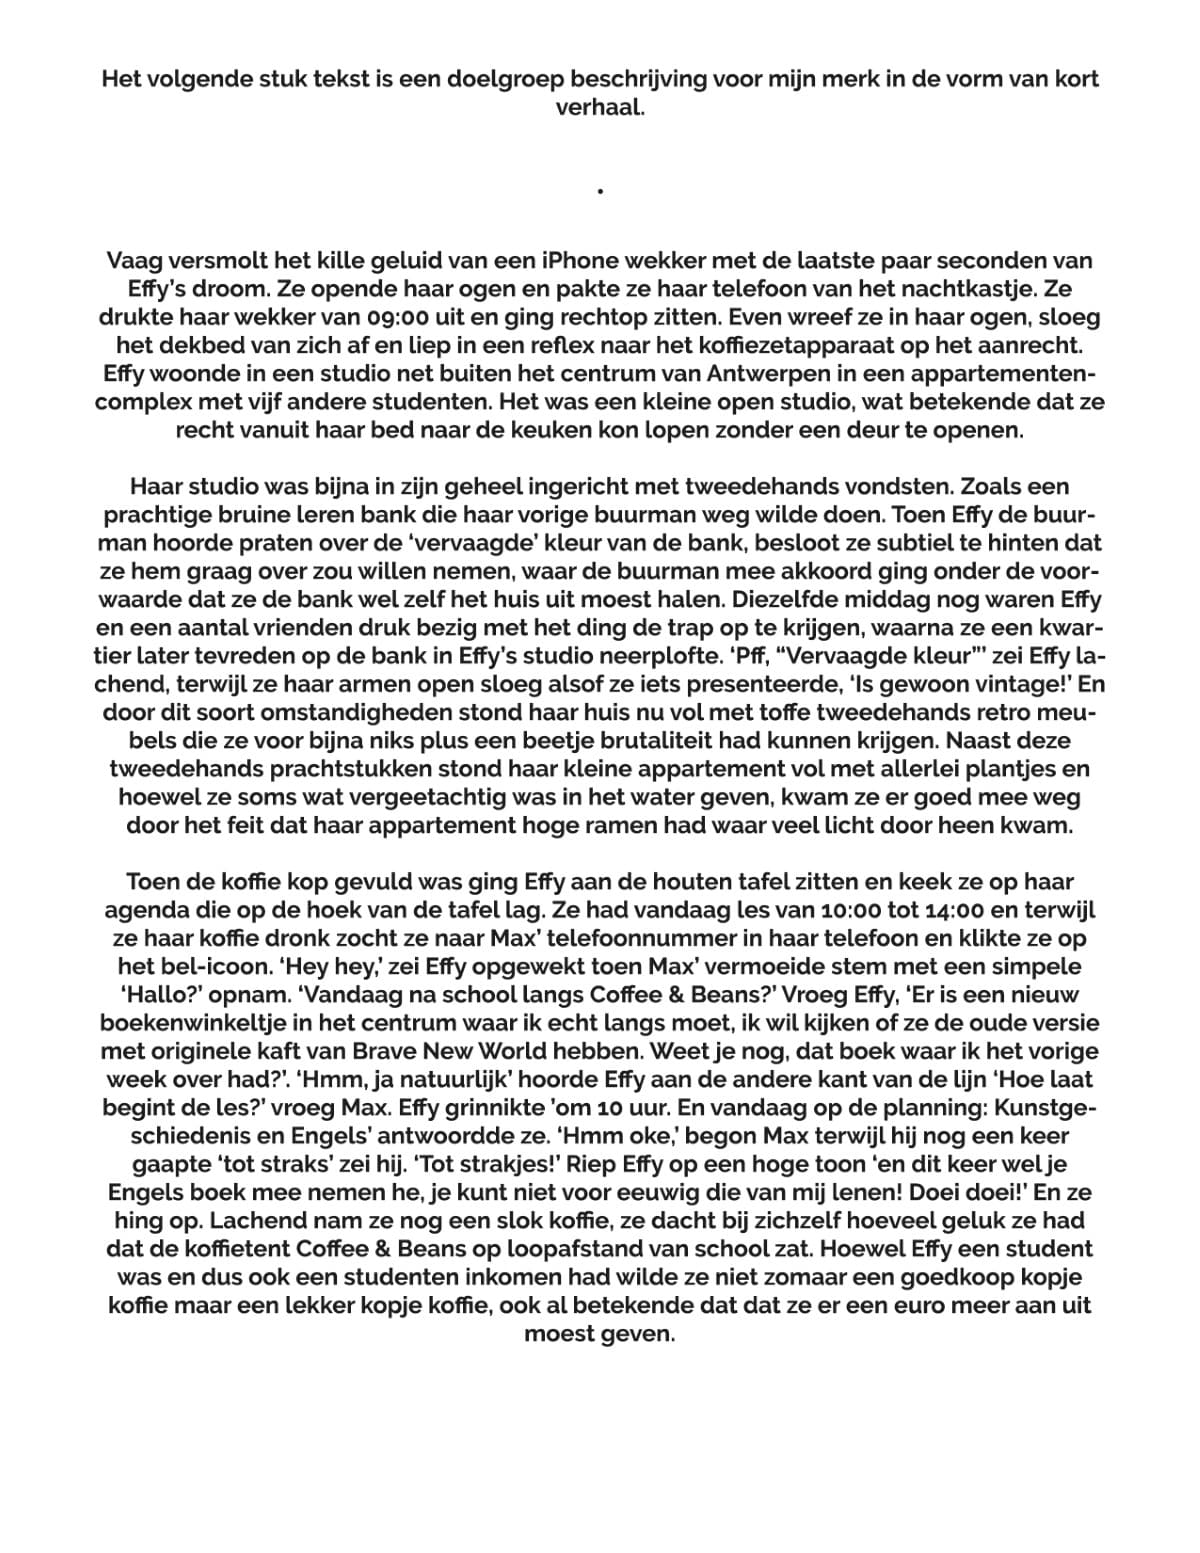 Het volgende stuk tekst is een doelgroep beschrijving voor mijn merk in de vorm van kort
verhaal.
.
Vaag versmolt het kille geluid van een iPhone wekker met de laatste paar seconden van
Effy’s droom. Ze opende haar ogen en pakte ze haar telefoon van het nachtkastje. Ze
drukte haar wekker van 09:00 uit en ging rechtop zitten. Even wreef ze in haar ogen, sloeg
het dekbed van zich af en liep in een reflex naar het koffiezetapparaat op het aanrecht.
Effy woonde in een studio net buiten het centrum van Antwerpen in een appartementen-
complex met vijf andere studenten. Het was een kleine open studio, wat betekende dat ze
recht vanuit haar bed naar de keuken kon lopen zonder een deur te openen.
Haar studio was bijna in zijn geheel ingericht met tweedehands vondsten. Zoals een
prachtige bruine leren bank die haar vorige buurman weg wilde doen. Toen Effy de buur-
man hoorde praten over de ‘vervaagde’ kleur van de bank, besloot ze subtiel te hinten dat
ze hem graag over zou willen nemen, waar de buurman mee akkoord ging onder de voor-
waarde dat ze de bank wel zelf het huis uit moest halen. Diezelfde middag nog waren Effy
en een aantal vrienden druk bezig met het ding de trap op te krijgen, waarna ze een kwar-
tier later tevreden op de bank in Effy’s studio neerplofte. ‘Pff, “Vervaagde kleur”’ zei Effy la-
chend, terwijl ze haar armen open sloeg alsof ze iets presenteerde, ‘Is gewoon vintage!’ En
door dit soort omstandigheden stond haar huis nu vol met toffe tweedehands retro meu-
bels die ze voor bijna niks plus een beetje brutaliteit had kunnen krijgen. Naast deze
tweedehands prachtstukken stond haar kleine appartement vol met allerlei plantjes en
hoewel ze soms wat vergeetachtig was in het water geven, kwam ze er goed mee weg
door het feit dat haar appartement hoge ramen had waar veel licht door heen kwam.
Toen de koffie kop gevuld was ging Effy aan de houten tafel zitten en keek ze op haar
agenda die op de hoek van de tafel lag. Ze had vandaag les van 10:00 tot 14:00 en terwijl
ze haar koffie dronk zocht ze naar Max’ telefoonnummer in haar telefoon en klikte ze op
het bel-icoon. ‘Hey hey,’ zei Effy opgewekt toen Max’ vermoeide stem met een simpele
‘Hallo?’ opnam. ‘Vandaag na school langs Coffee & Beans?’ Vroeg Effy, ‘Er is een nieuw
boekenwinkeltje in het centrum waar ik echt langs moet, ik wil kijken of ze de oude versie
met originele kaft van Brave New World hebben. Weet je nog, dat boek waar ik het vorige
week over had?’. ‘Hmm, ja natuurlijk’ hoorde Effy aan de andere kant van de lijn ‘Hoe laat
begint de les?’ vroeg Max. Effy grinnikte ’om 10 uur. En vandaag op de planning: Kunstge-
schiedenis en Engels’ antwoordde ze. ‘Hmm oke,’ begon Max terwijl hij nog een keer
gaapte ‘tot straks’ zei hij. ‘Tot strakjes!’ Riep Effy op een hoge toon ‘en dit keer wel je
Engels boek mee nemen he, je kunt niet voor eeuwig die van mij lenen! Doei doei!’ En ze
hing op. Lachend nam ze nog een slok koffie, ze dacht bij zichzelf hoeveel geluk ze had
dat de koffietent Coffee & Beans op loopafstand van school zat. Hoewel Effy een student
was en dus ook een studenten inkomen had wilde ze niet zomaar een goedkoop kopje
koffie maar een lekker kopje koffie, ook al betekende dat dat ze er een euro meer aan uit
moest geven.